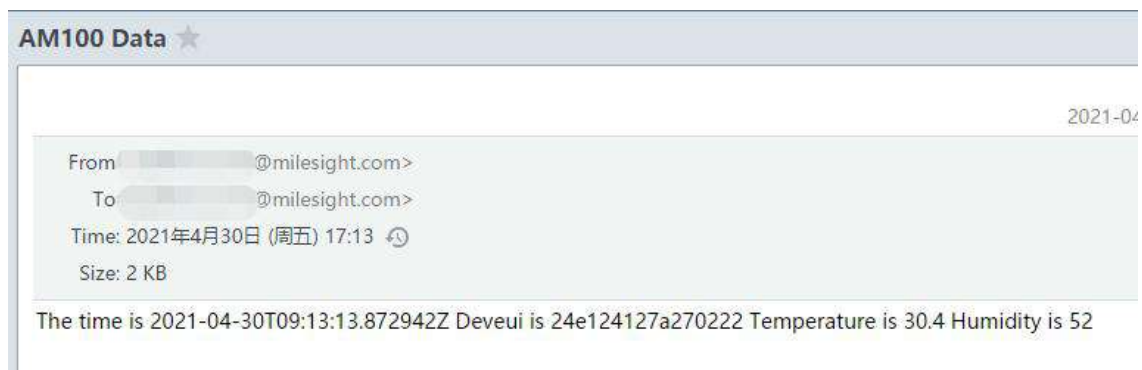 AM100 Data
2021-04
From @milesight.com>
To @milesight.com>
Time: 2021年4月30日 (周五) 17:13
Size: 2 KB
The time is 2021-04-30T09:13:13.872942Z Deveui is 24e124127a270222 Temperature is 30.4 Humidity is 52